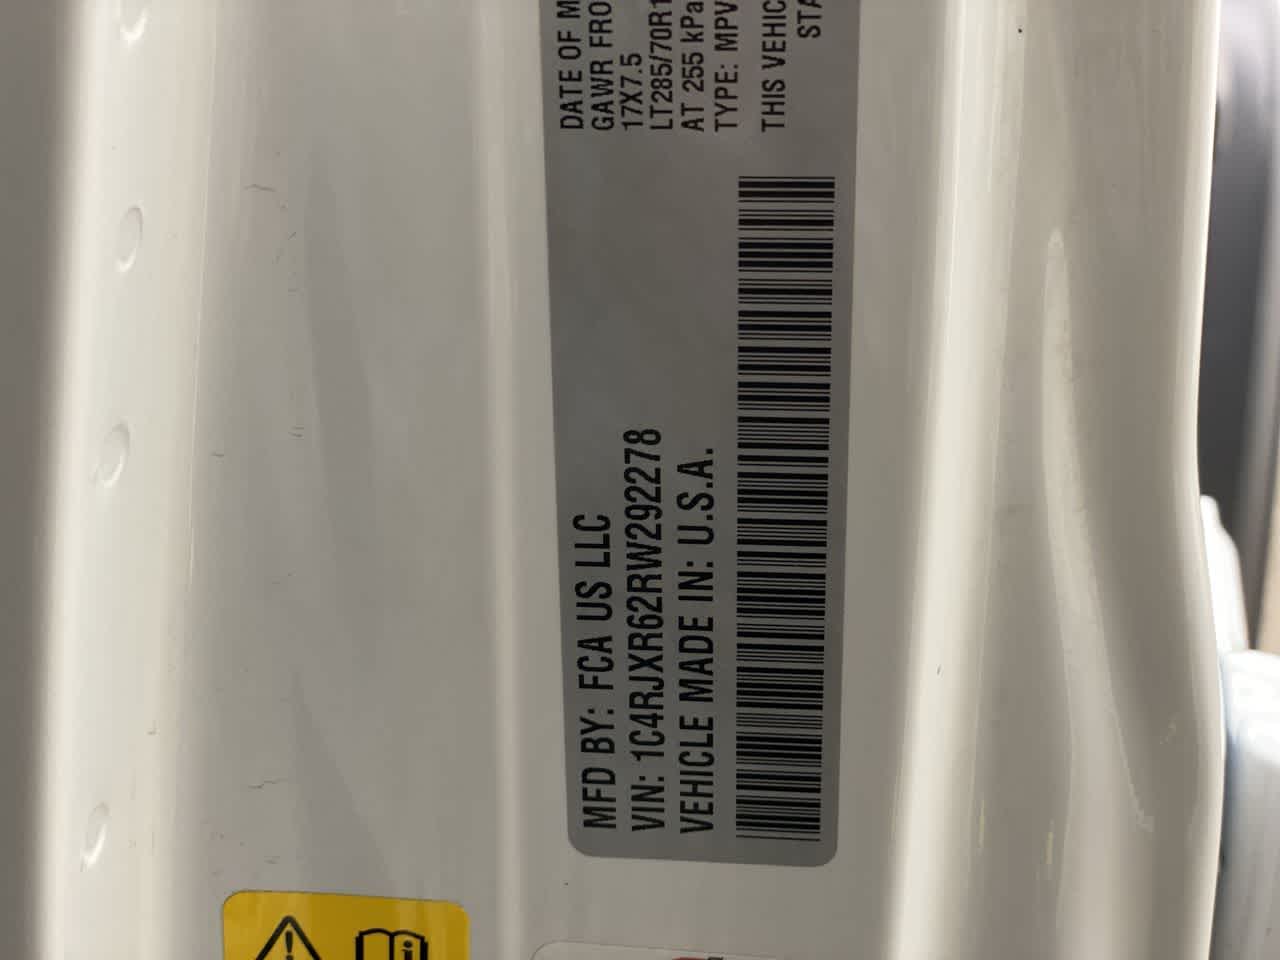 MFD BY: FCA US LLC
VIN: 1C4RJXR62RW292278
VEHICLE MADE IN: U.S.A.
DATE OF M
GAWR FRO
17X7.5
LT285/70R1
AT 255 kPa
TYPE: MPV
THIS VEHIC
STA